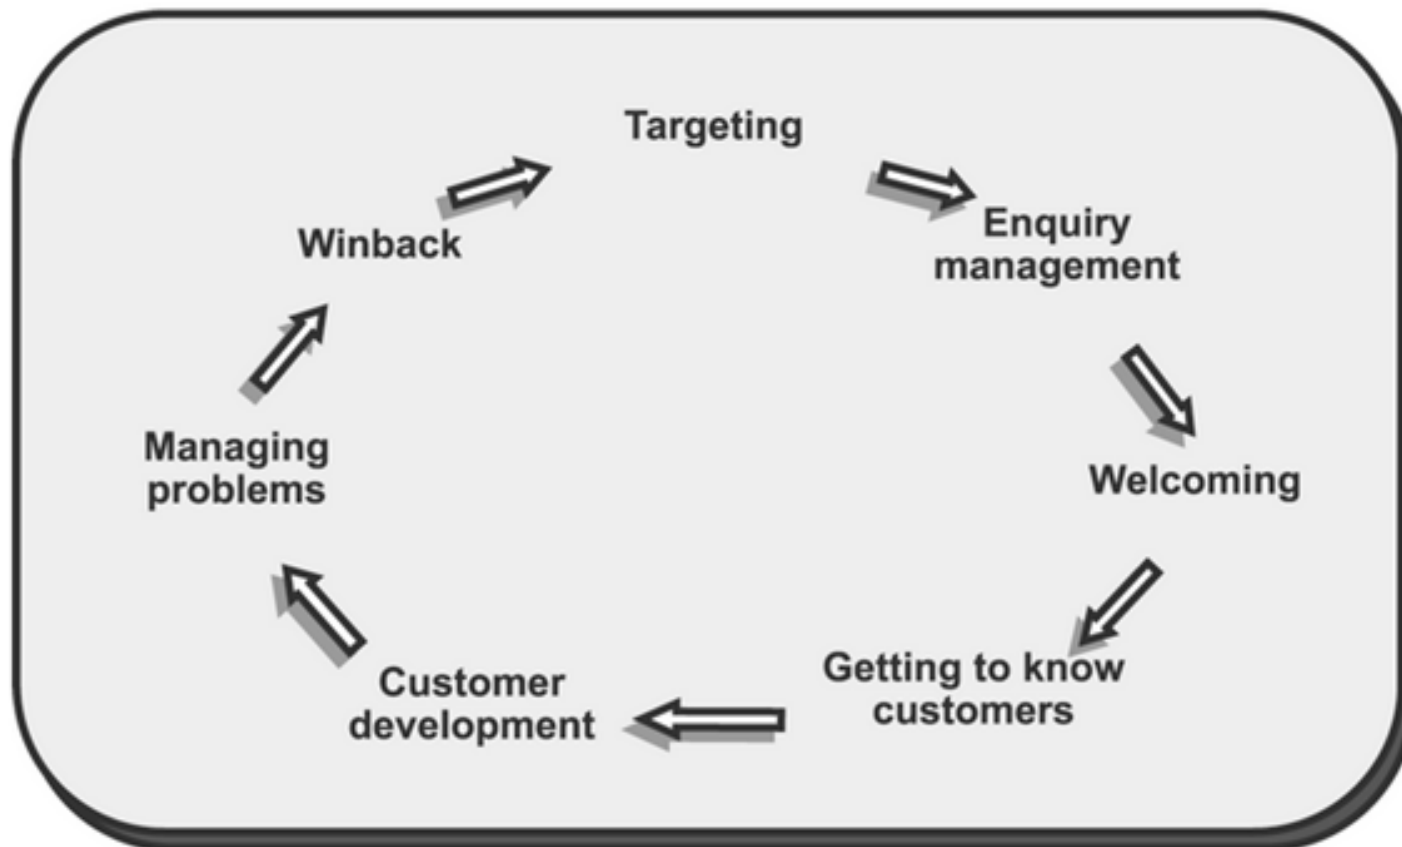 Targeting
Enquiry
management
Welcoming
Getting to know
customers
Customer
development
Managing
problems
Winback